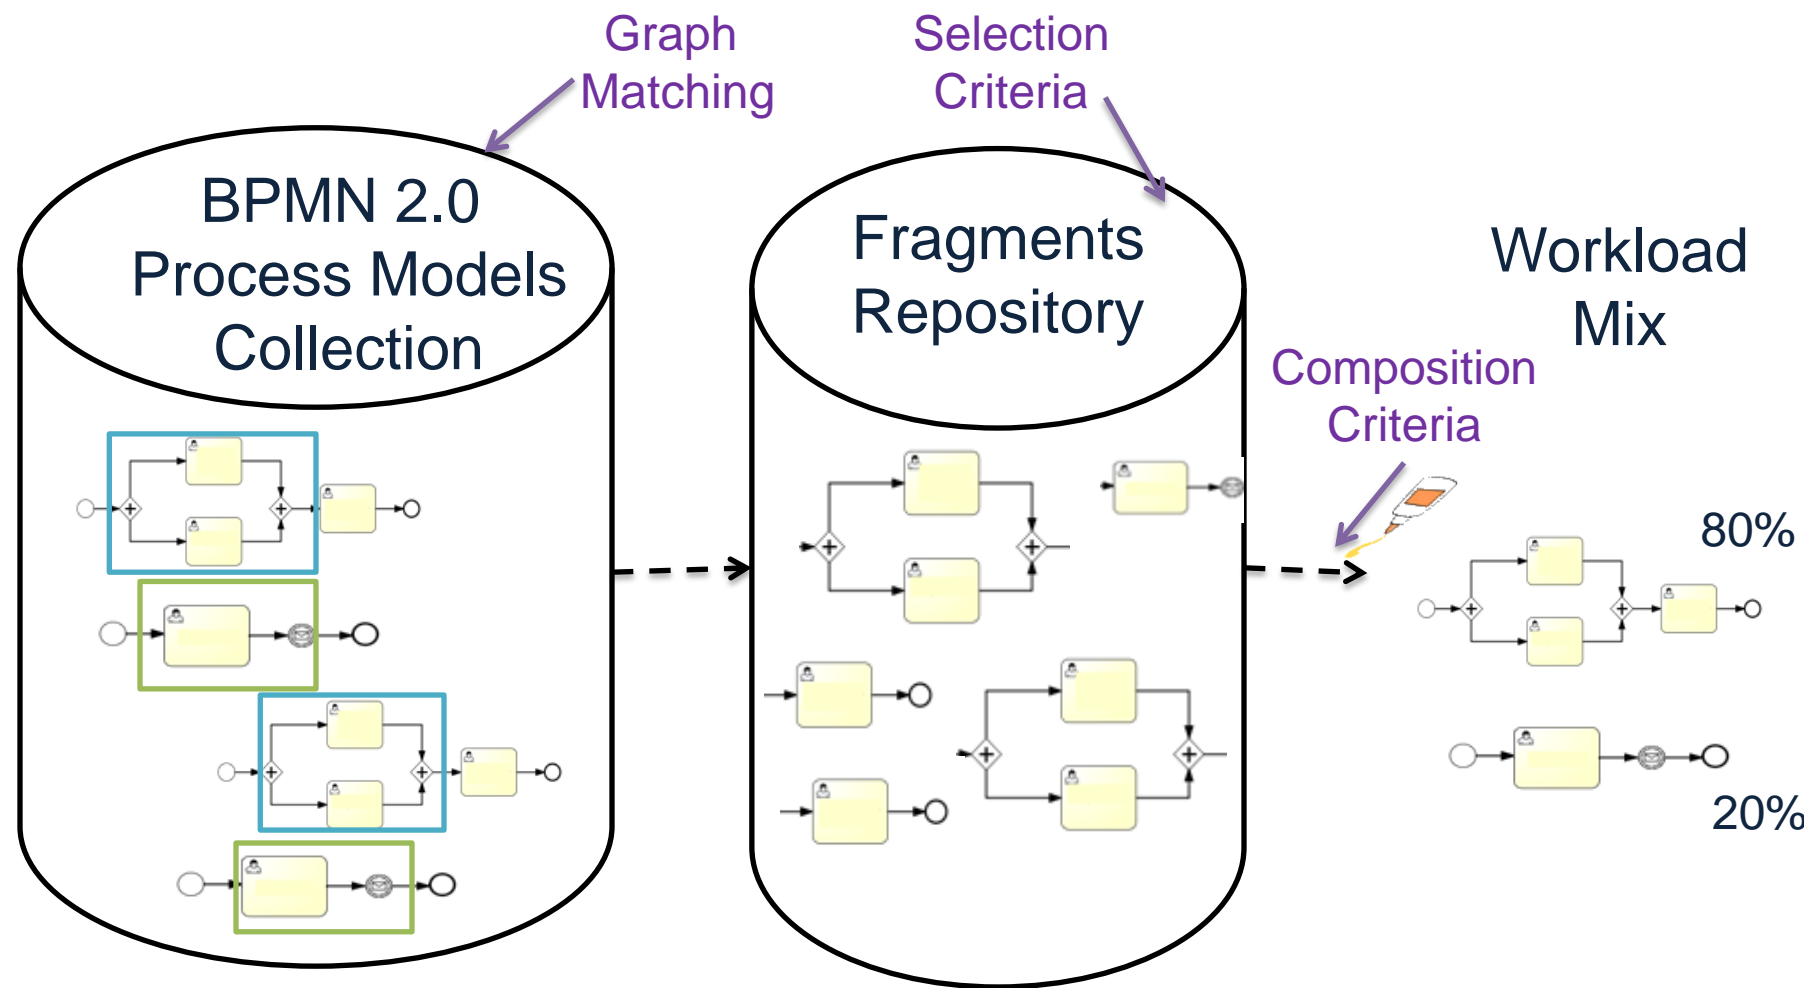 Graph
Matching
Selection
Criteria
BPMN 2.0
Process Models
Collection
Fragments
Repository
Workload
Mix
Composition
Criteria
80%
20%